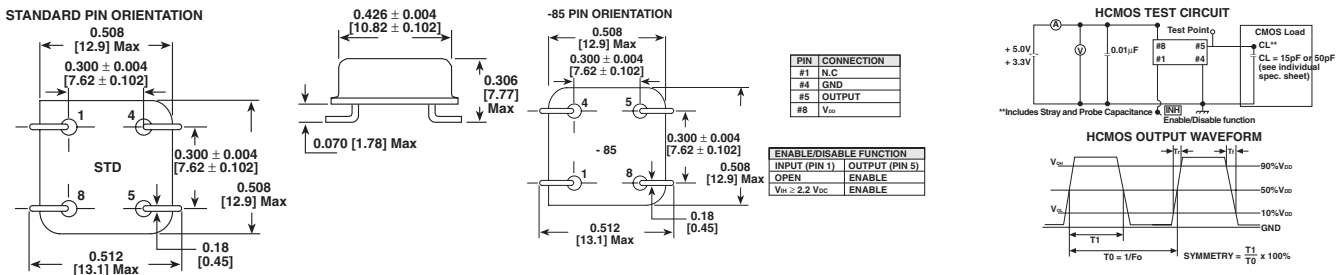 STANDARD PIN ORIENTATION
0.508
[12.9] Max
0.300 ± 0.004
[7.62 ± 0.102]
1
4
STD
0.300 ± 0.004
[7.62 ± 0.102]
0.508
[12.9] Max
8
5
0.18
[0.45]
0.512
[13.1] Max
0.426 ± 0.004
[10.82 ± 0.102]
0.306
[7.77]
Max
0.070 [1.78] Max
-85 PIN ORIENTATION
0.508
[12.9] Max
0.300 ± 0.004
[7.62 ± 0.102]
4
5
- 85
0.300 ± 0.004
[7.62 ± 0.102]
0.508
[12.9] Max
1
8
0.18
[0.45]
0.512
[13.1] Max
PIN CONNECTION
#1 N.C
#4 GND
#5 OUTPUT
#8 VDD
ENABLE/DISABLE FUNCTION
INPUT (PIN 1) OUTPUT (PIN 5)
OPEN ENABLE
VIH ≥ 2.2 VDC ENABLE
HCMOS TEST CIRCUIT
Test Point
CMOS Load
CL**
CL = 15pF or 50pF
(see individual
spec. sheet)
A
V
+ 5.0V
+ 3.3V
0.01µF
#8 #5
#1 #4
**Includes Stray and Probe Capacitance
INH
Enable/Disable function
HCMOS OUTPUT WAVEFORM
Tr
Tf
VOH
90%VDD
50%VDD
VOL
10%VDD
GND
T1
T0 = 1/Fo
SYMMETRY = T1/T0 x 100%